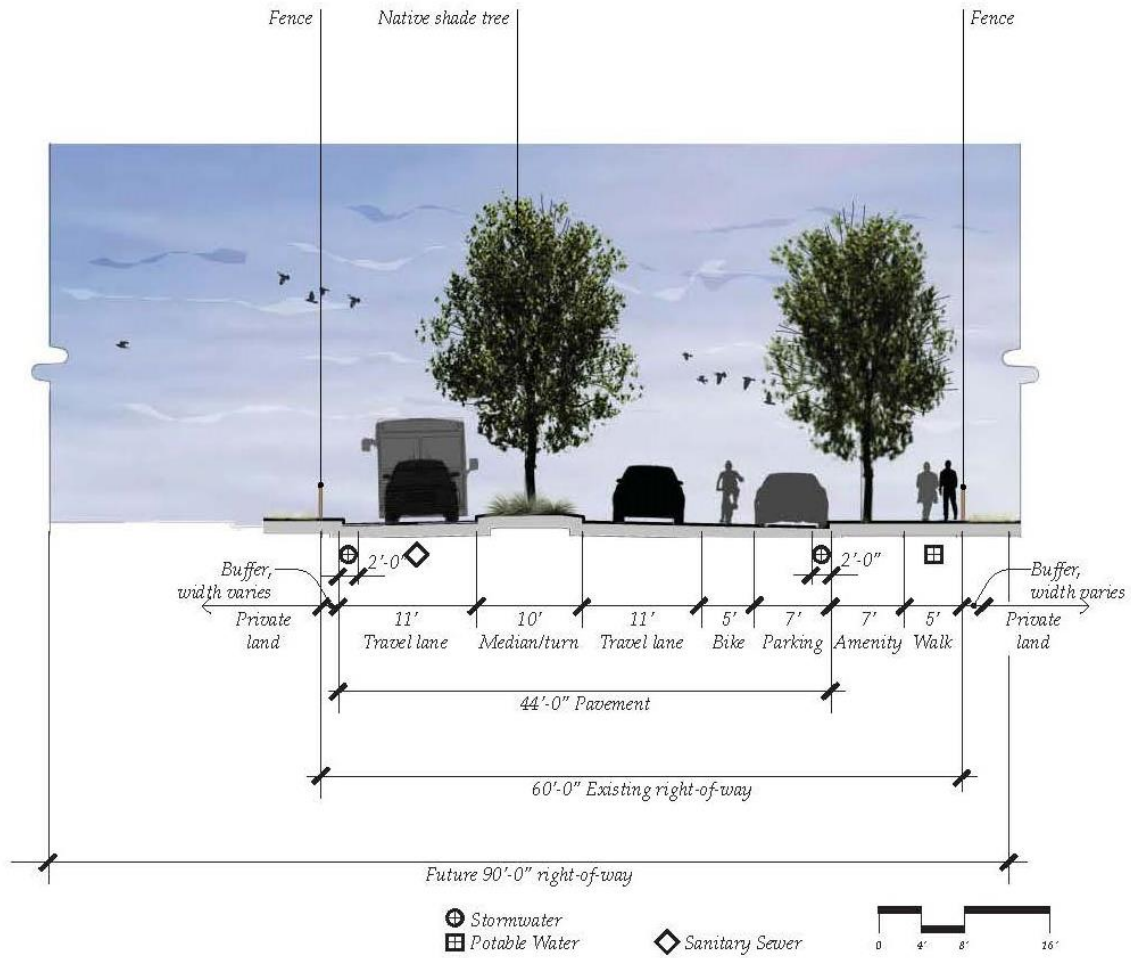 Fence
Native shade tree
Fence
2'-0"
2'-0"
Buffer,
width varies
Buffer,
width varies
Private
land
11'
Travel lane
10'
Median/turn
11'
Travel lane
5'
Bike
7'
Parking
7'
Amenity
5'
Walk
Private
land
44'-0" Pavement
60'-0" Existing right-of-way
Future 90'-0" right-of-way
Stormwater
Potable Water
Sanitary Sewer
0 4' 8' 16'